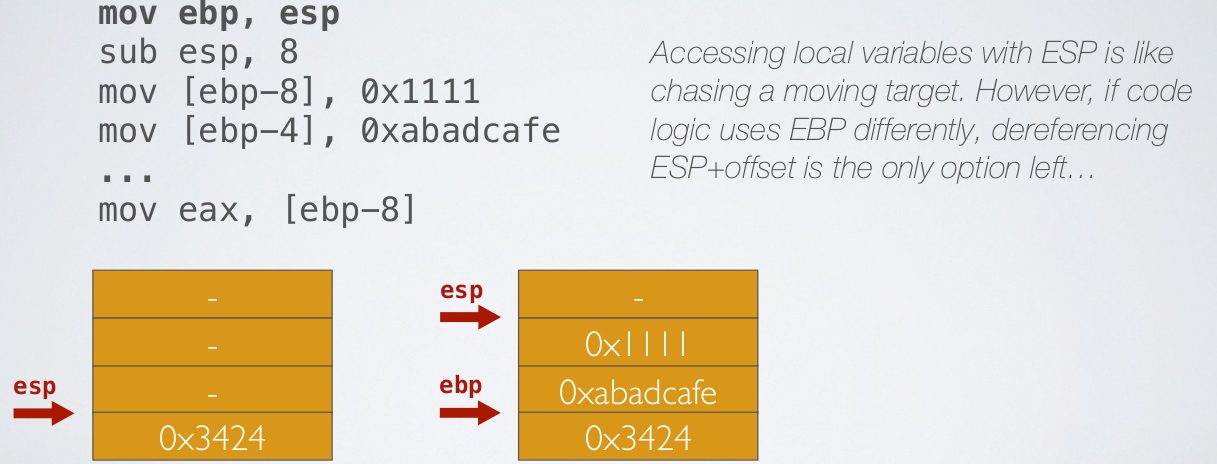 mov ebp, esp
sub esp, 8
mov [ebp-8], 0x1111
mov [ebp-4], 0xabadcafe
...
mov eax, [ebp-8]
Accessing local variables with ESP is like
chasing a moving target. However, if code
logic uses EBP differently, dereferencing
ESP+offset is the only option left…
esp
-
-
-
0x3424
esp
ebp
-
0x1111
0xabadcafe
0x3424